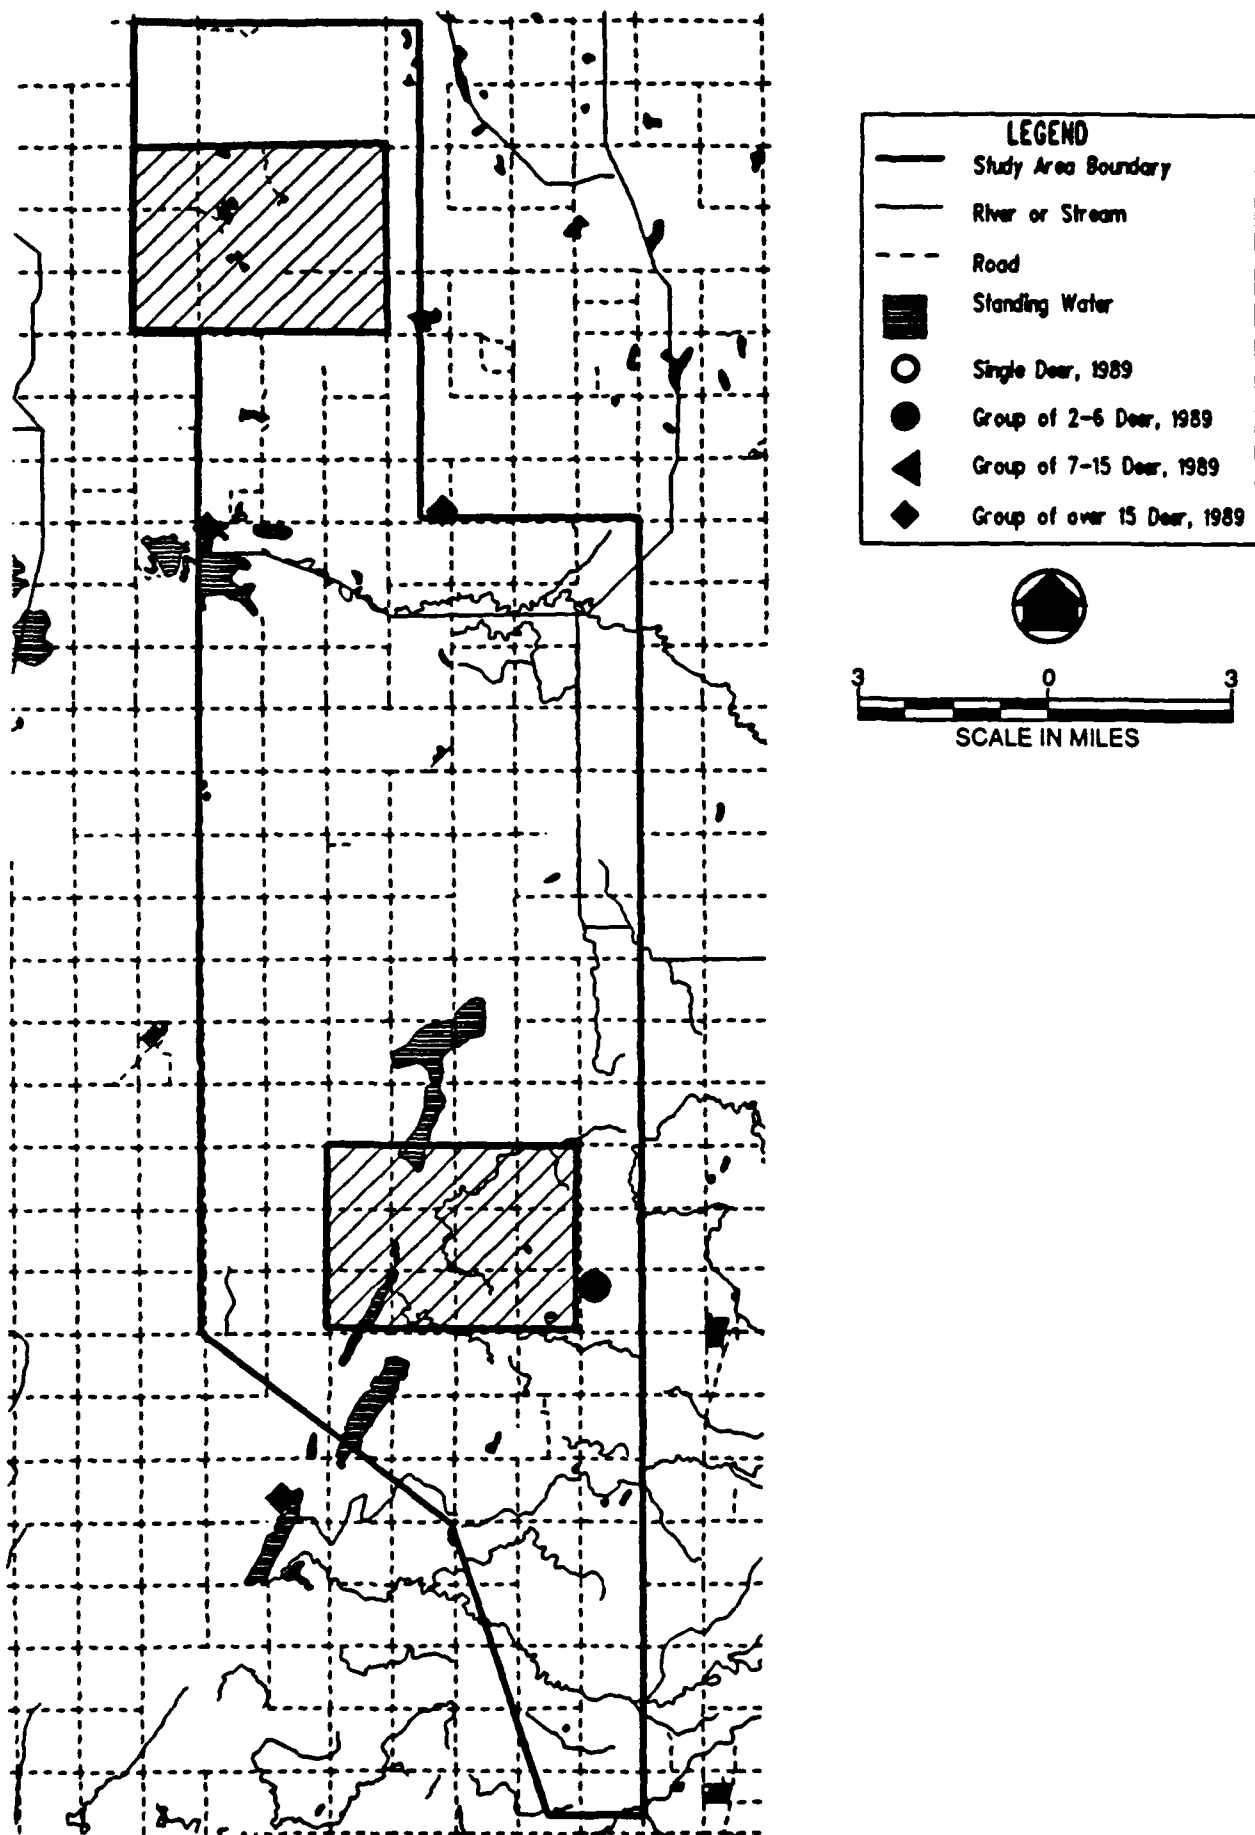 LEGEND
Study Area Boundary
River or Stream
Road
Standing Water
Single Deer, 1989
Group of 2-6 Deer, 1989
Group of 7-15 Deer, 1989
Group of over 15 Deer, 1989
3 0 3
SCALE IN MILES